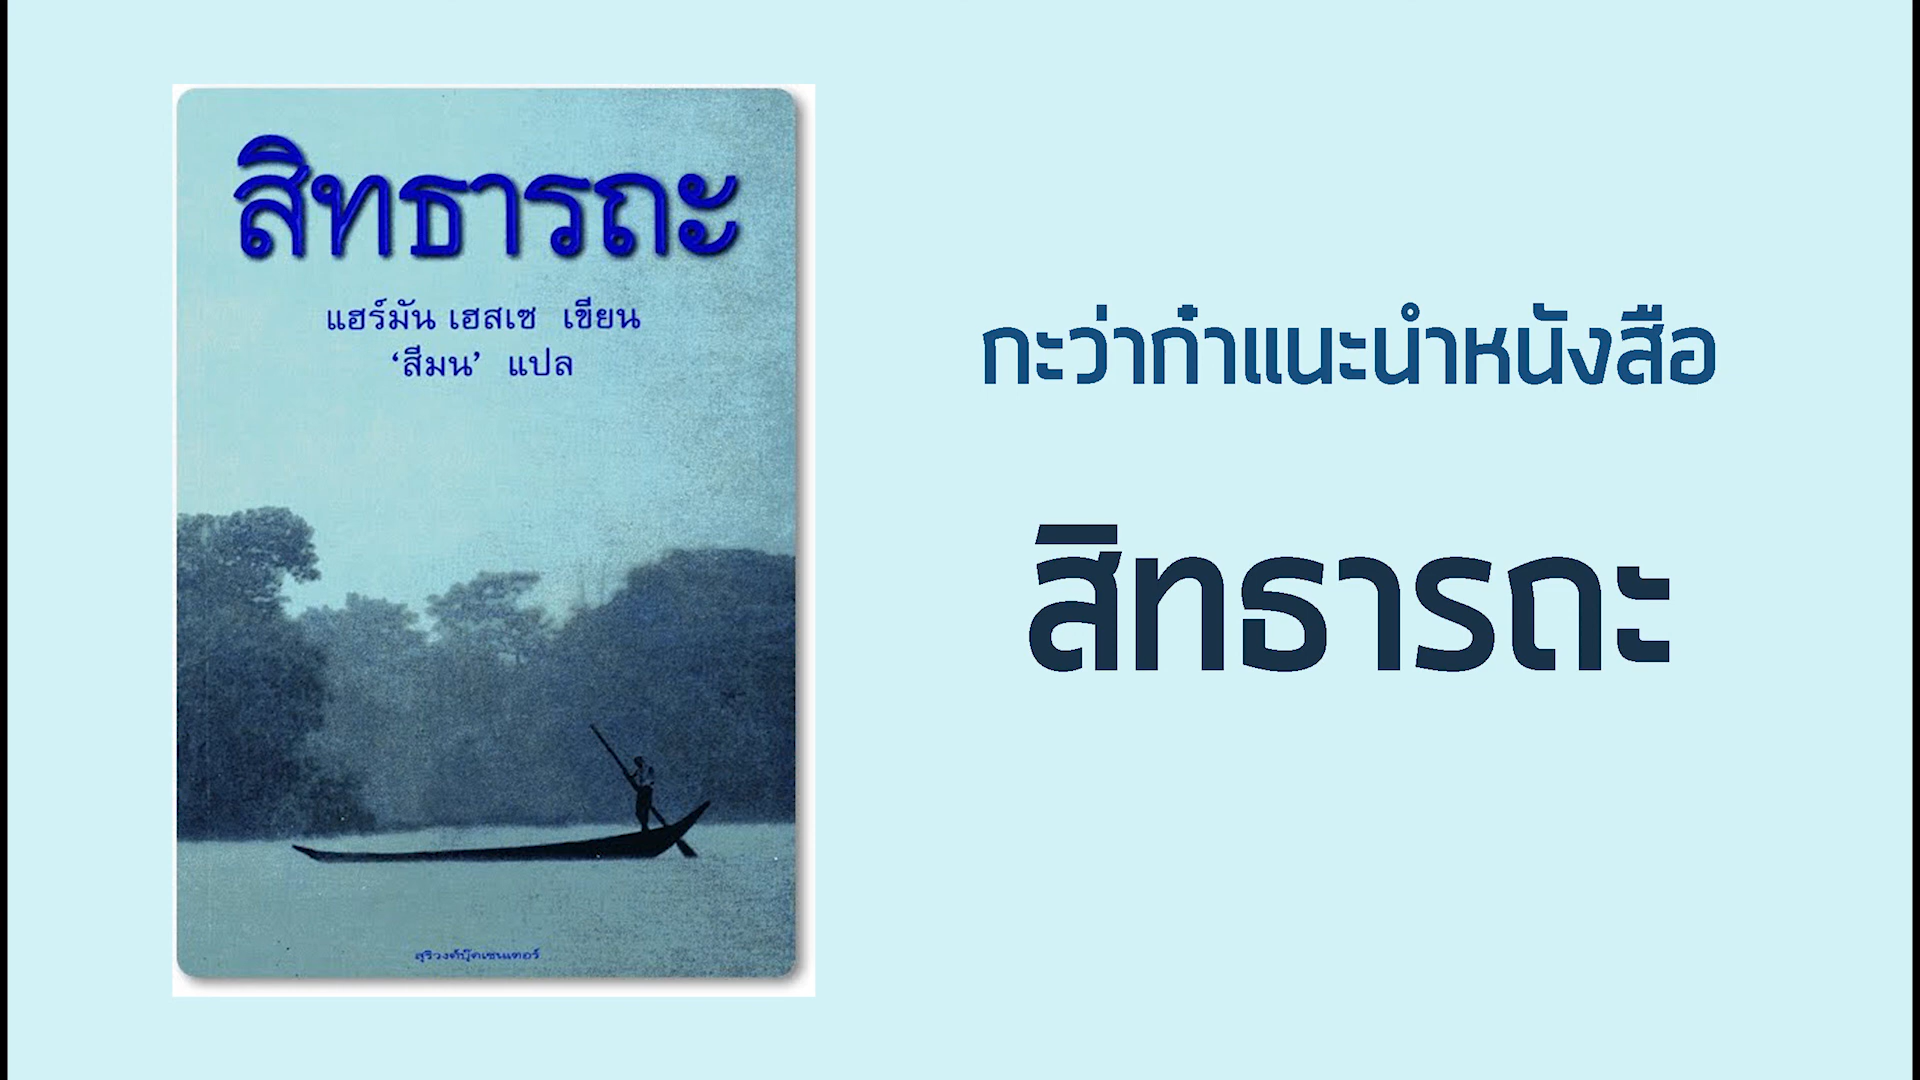 สิทธารถะ
แฮร์มัน เฮสเซ เขียน
‘สีมน’ แปล
สุริวงศ์บุ๊คเซนเตอร์
กะว่าก๋าแนะนำหนังสือ
สิทธารถะ